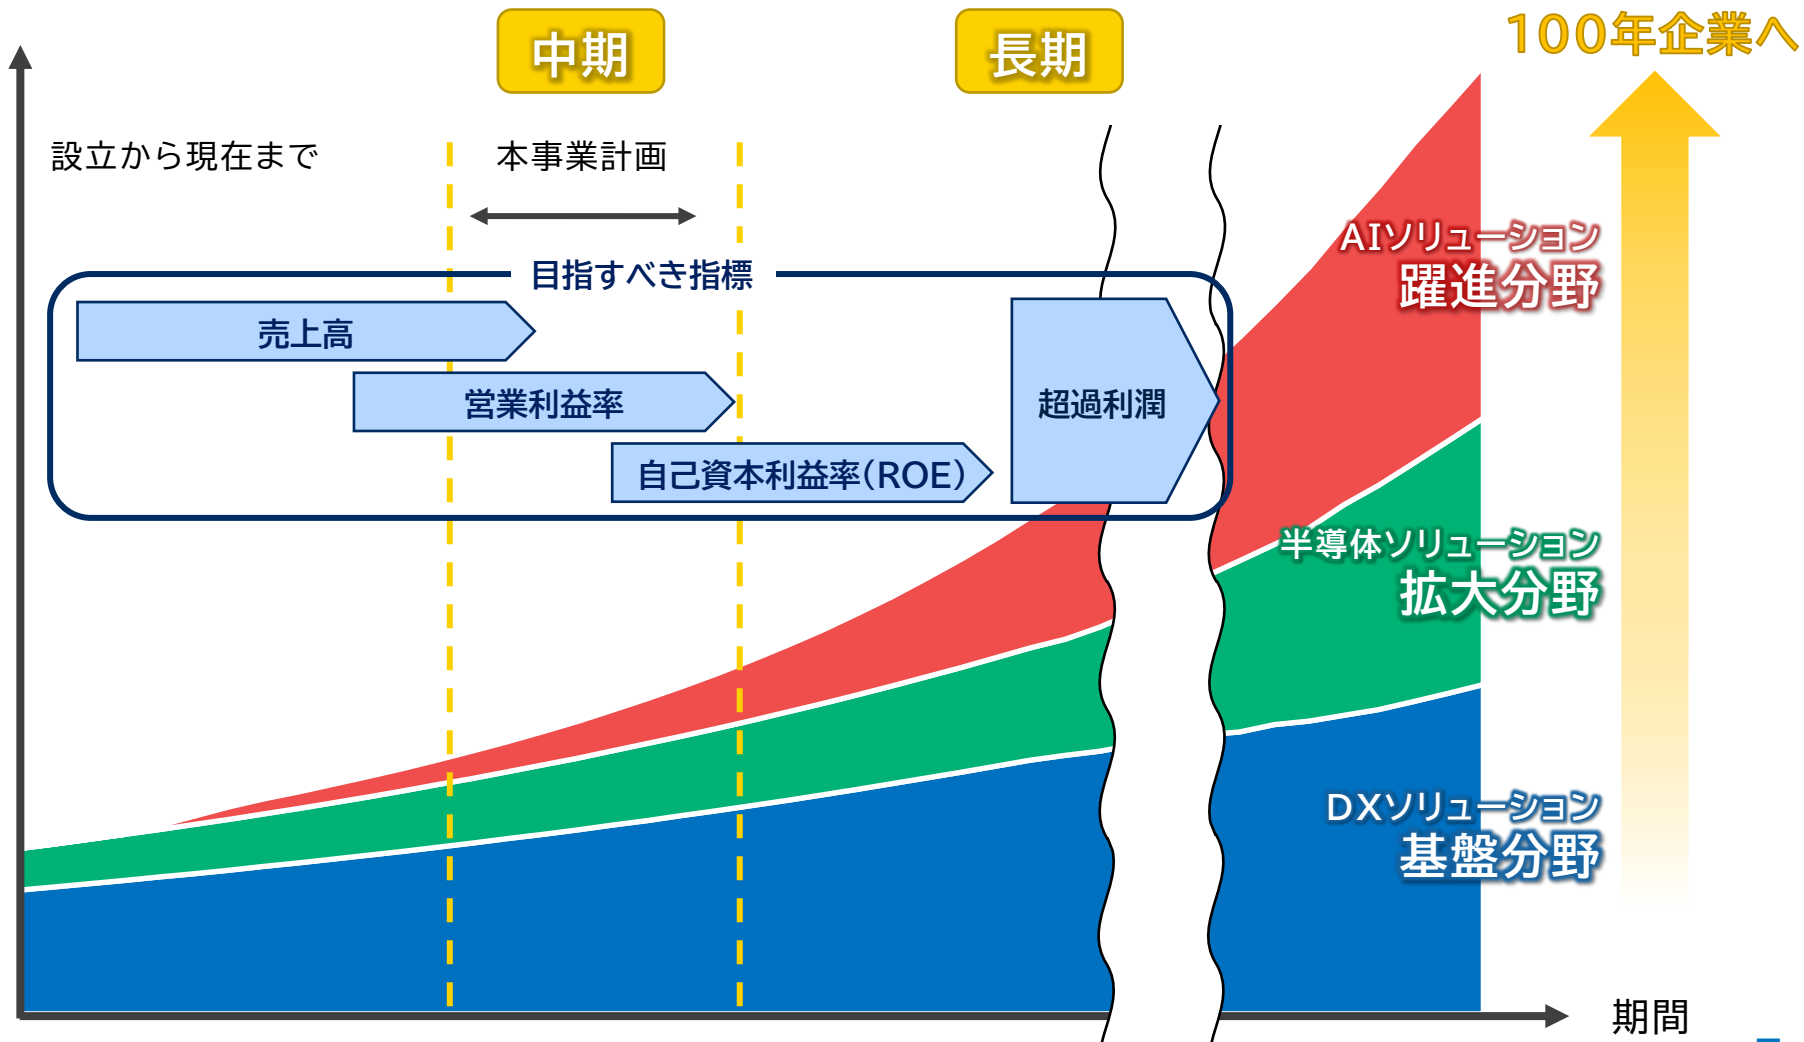 100年企業へ
中期
長期
設立から現在まで
本事業計画
目指すべき指標
売上高
営業利益率
自己資本利益率(ROE)
超過利潤
AIソリューション
躍進分野
半導体ソリューション
拡大分野
DXソリューション
基盤分野
期間